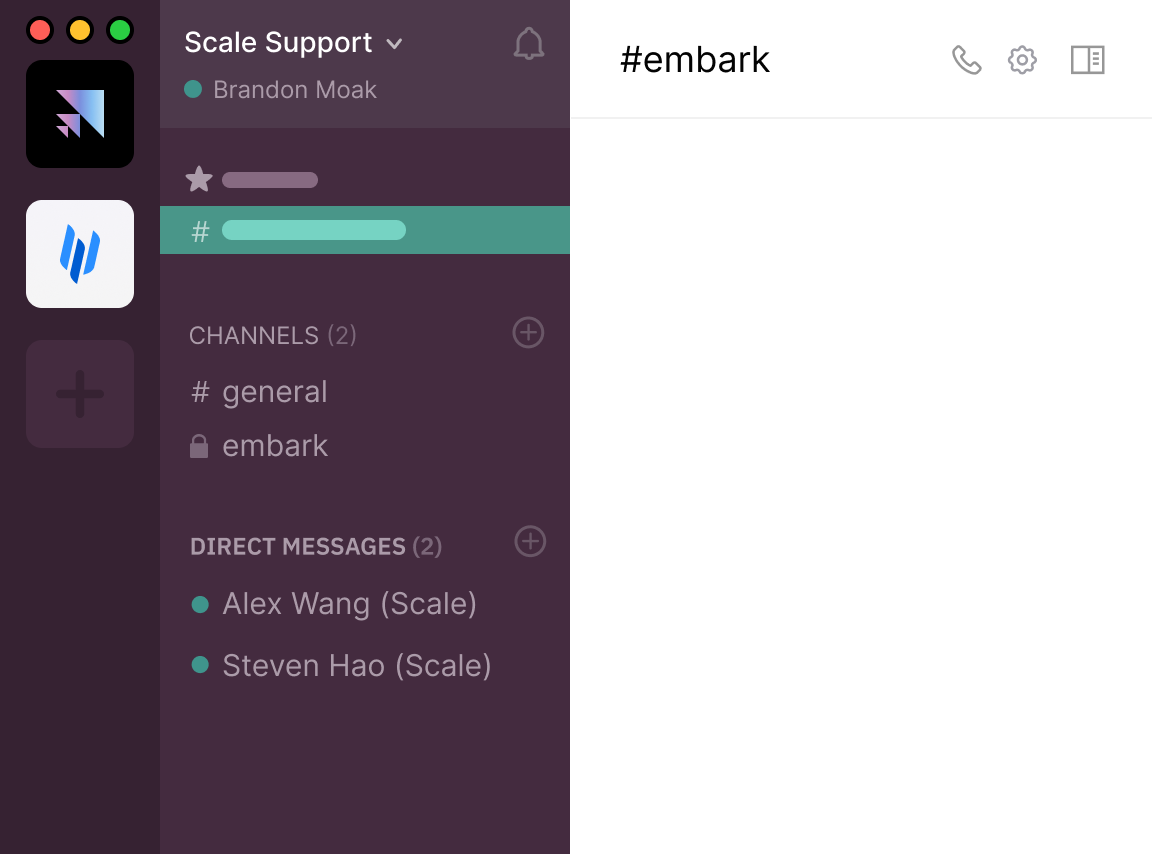 Scale Support
Brandon Moak
#
CHANNELS (2)
# general
embark
DIRECT MESSAGES (2)
Alex Wang (Scale)
Steven Hao (Scale)
#embark